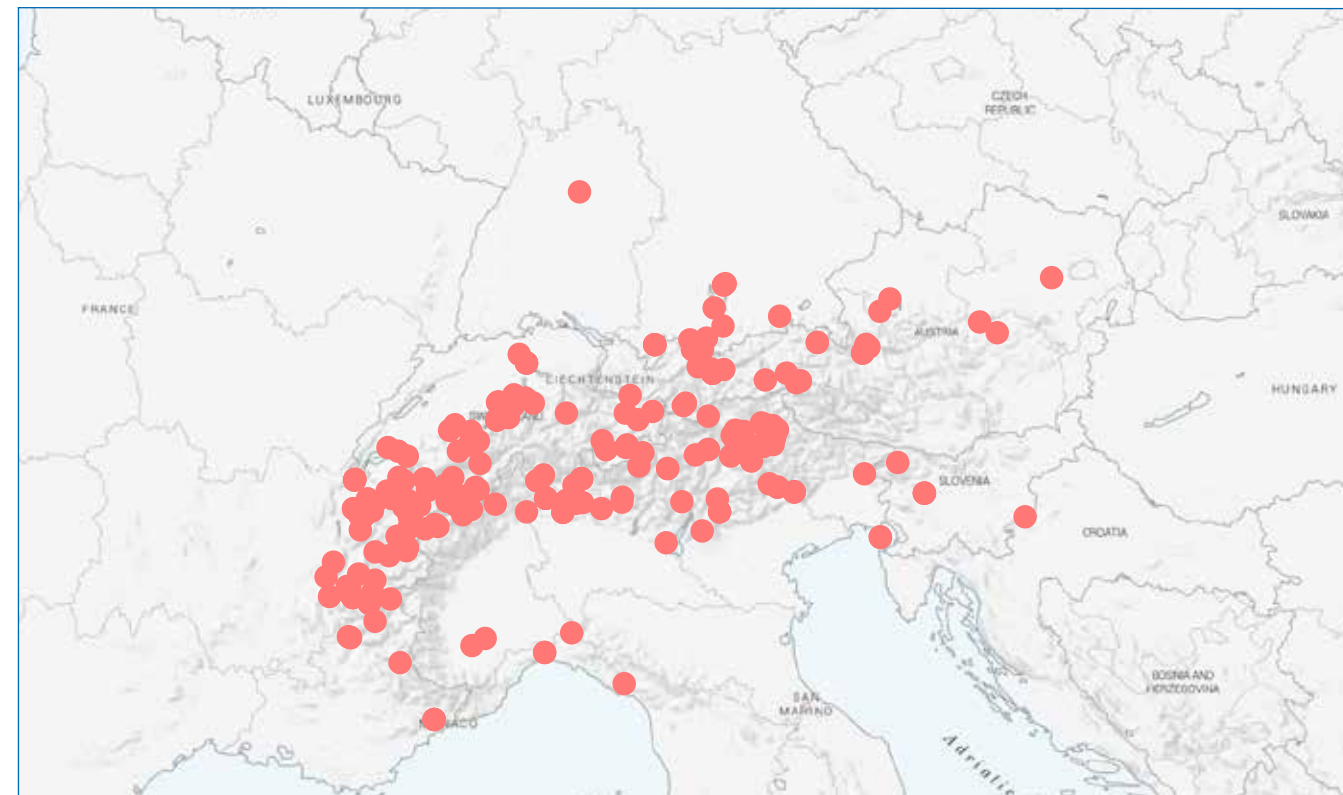 LUXEMBOURG
CZECH
REPUBLIC
SLOVAKIA
FRANCE
AUSTRIA
LIECHTENSTEIN
HUNGARY
SLOVENIA
CROATIA
BOSNIA AND
HERZEGOVINA
SAN
MARINO
Adriatic